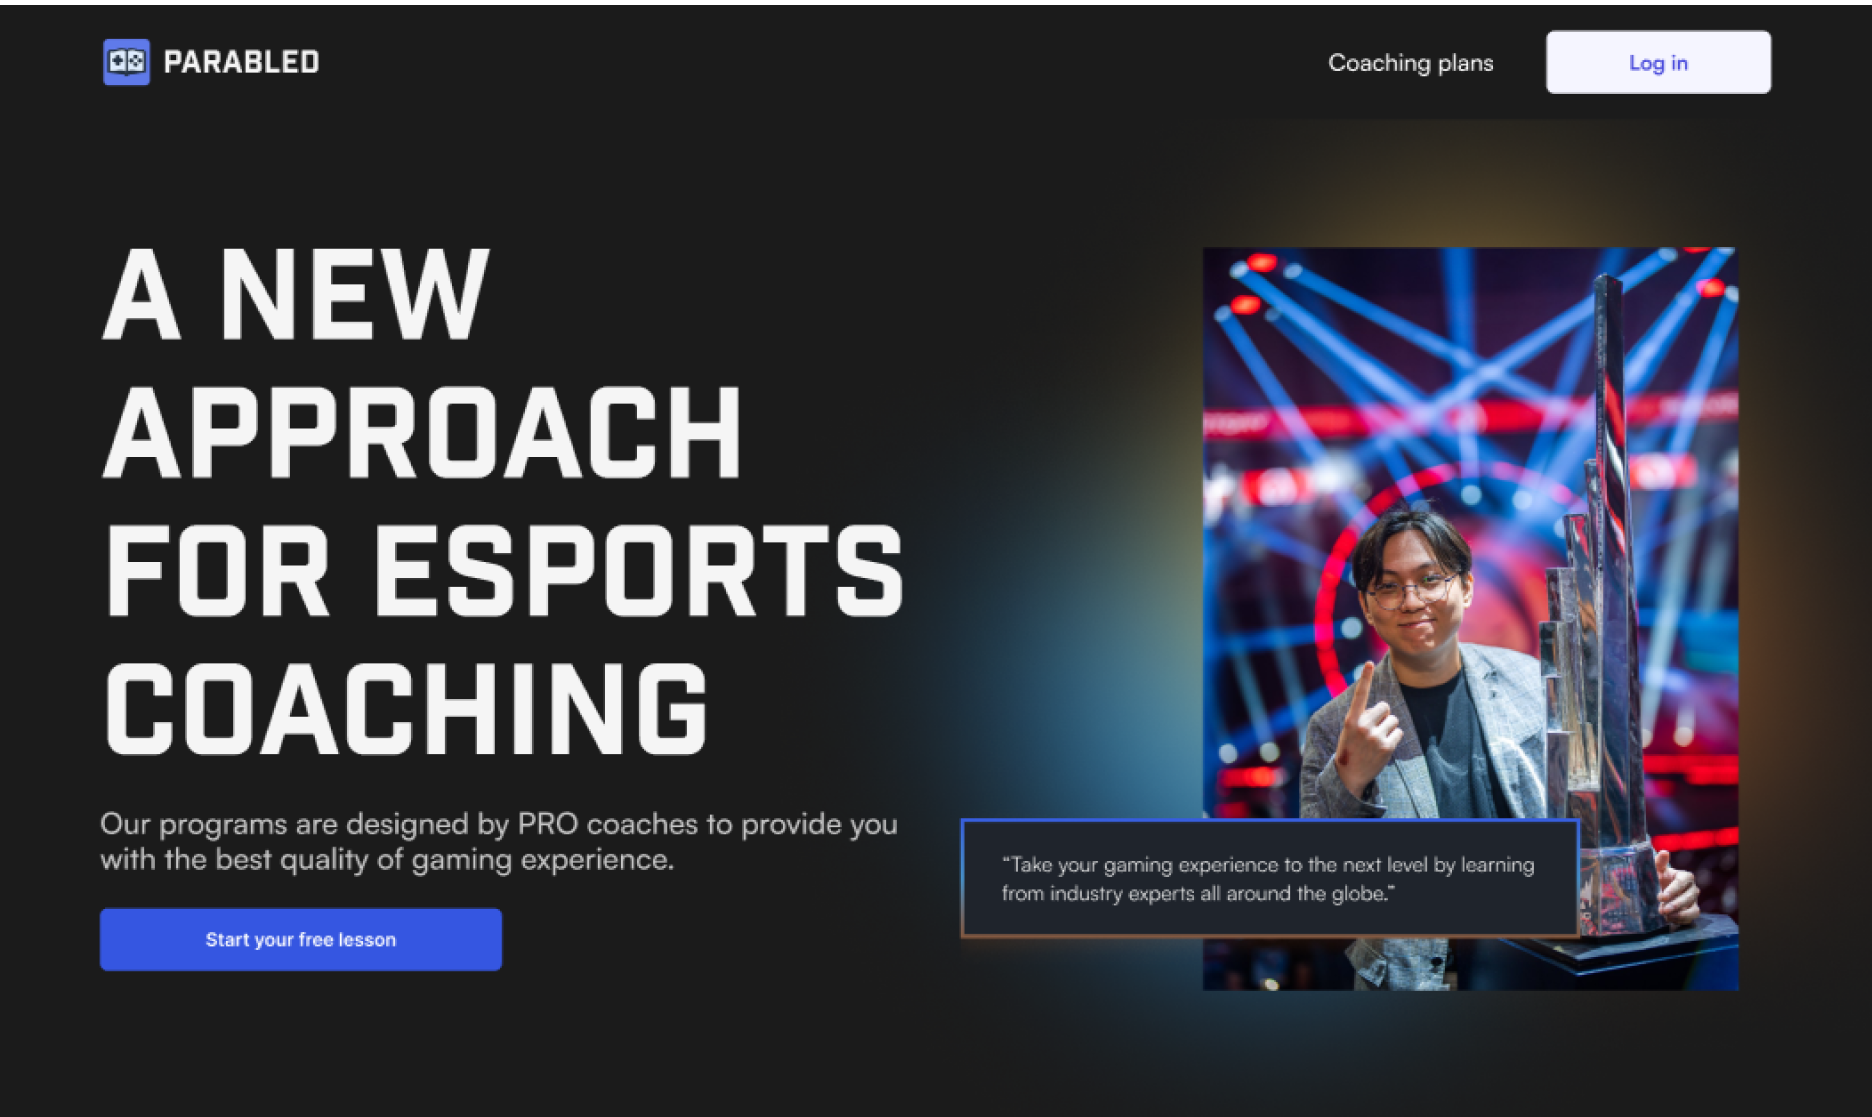 PARABLED
Coaching plans
Log in
A NEW
APPROACH
FOR ESPORTS
COACHING
Our programs are designed by PRO coaches to provide you
with the best quality of gaming experience.
Start your free lesson
“Take your gaming experience to the next level by learning
from industry experts all around the globe.”